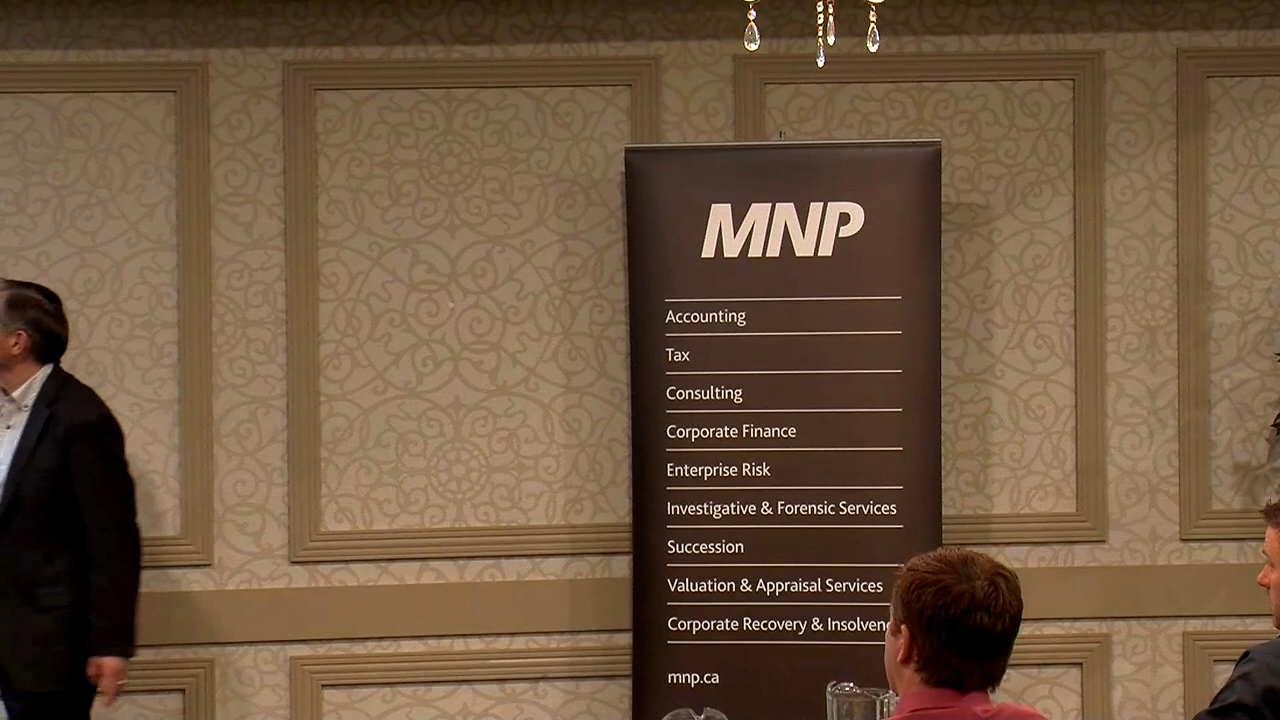 MNP
Accounting
Tax
Consulting
Corporate Finance
Enterprise Risk
Investigative & Forensic Services
Succession
Valuation & Appraisal Services
Corporate Recovery &
mnp.ca